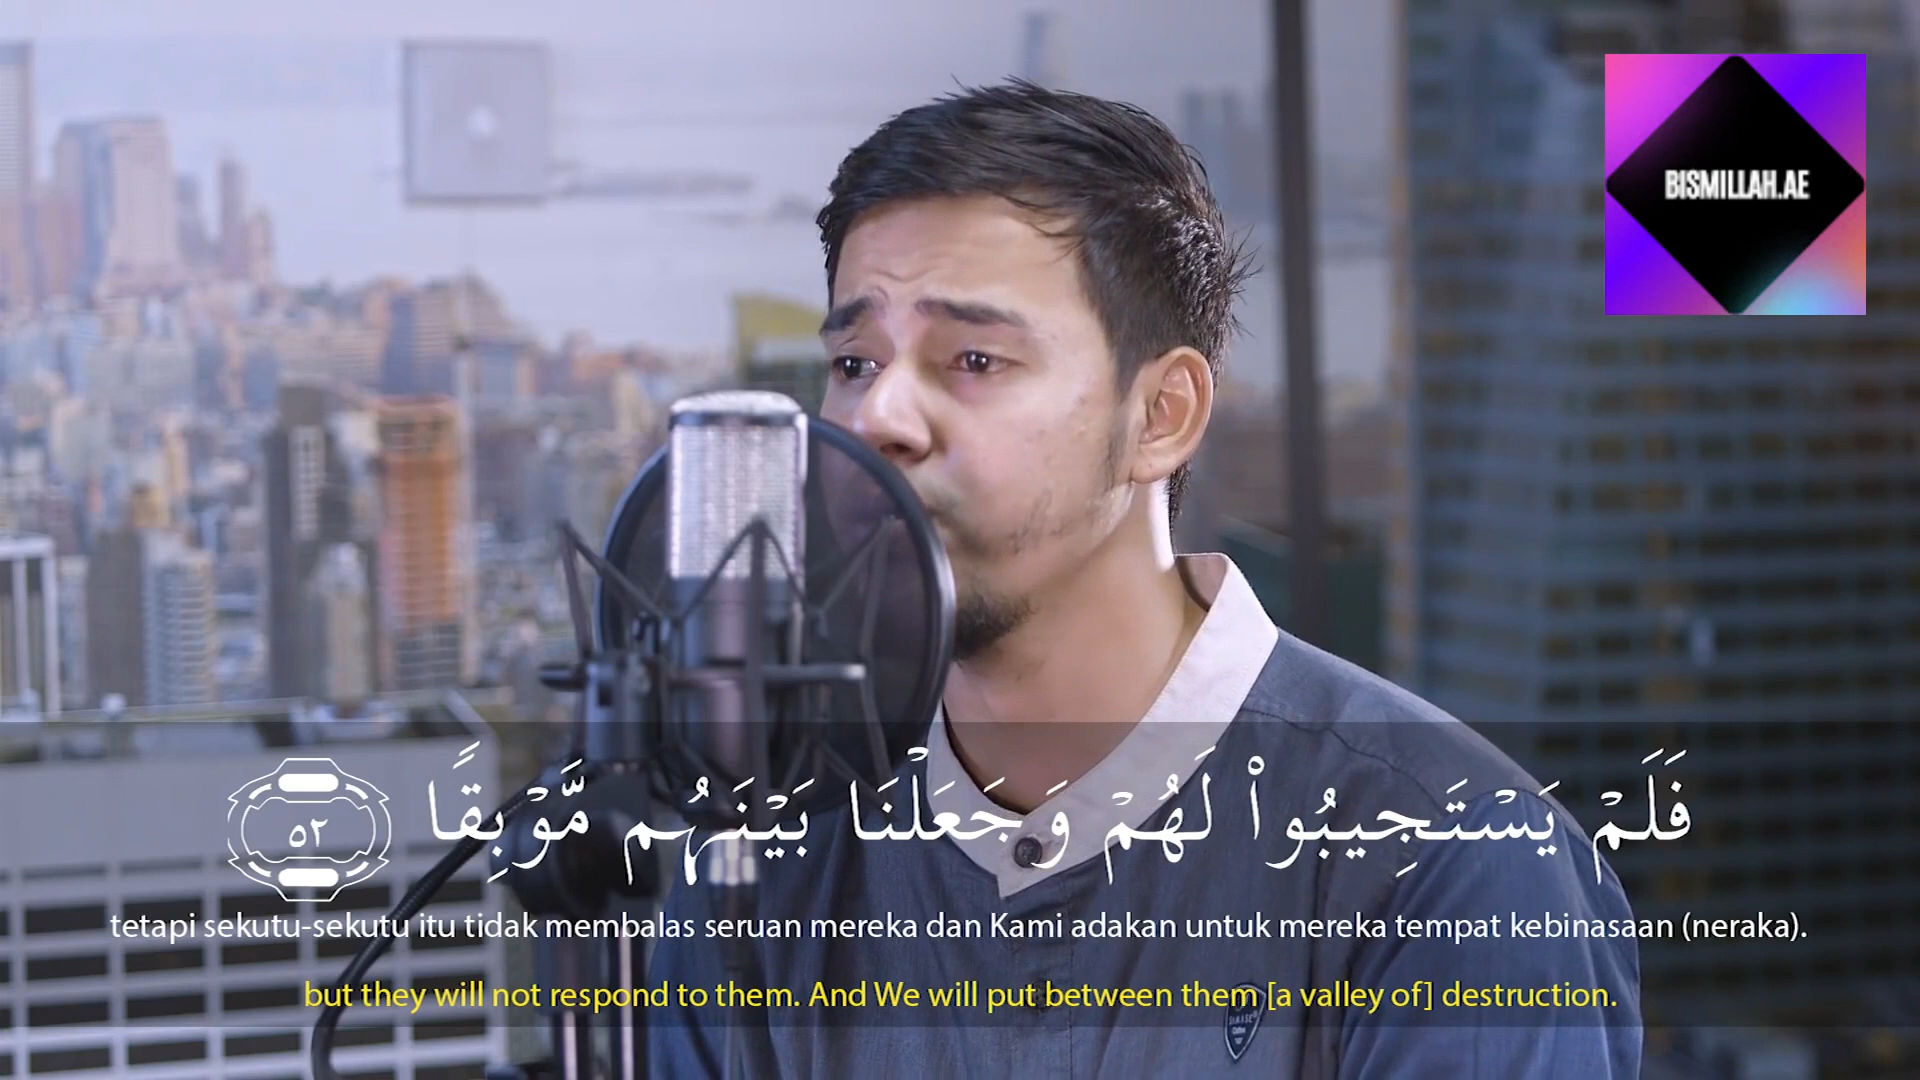 BISMILLAH.AE
فَلَمْ يَسْتَجِيبُوا۟ لَهُمْ وَجَعَلْنَا بَيْنَهُم مَّوْبِقًا ٥٢
tetapi sekutu-sekutu itu tidak membalas seruan mereka dan Kami adakan untuk mereka tempat kebinasaan (neraka).
but they will not respond to them. And We will put between them [a valley of] destruction.